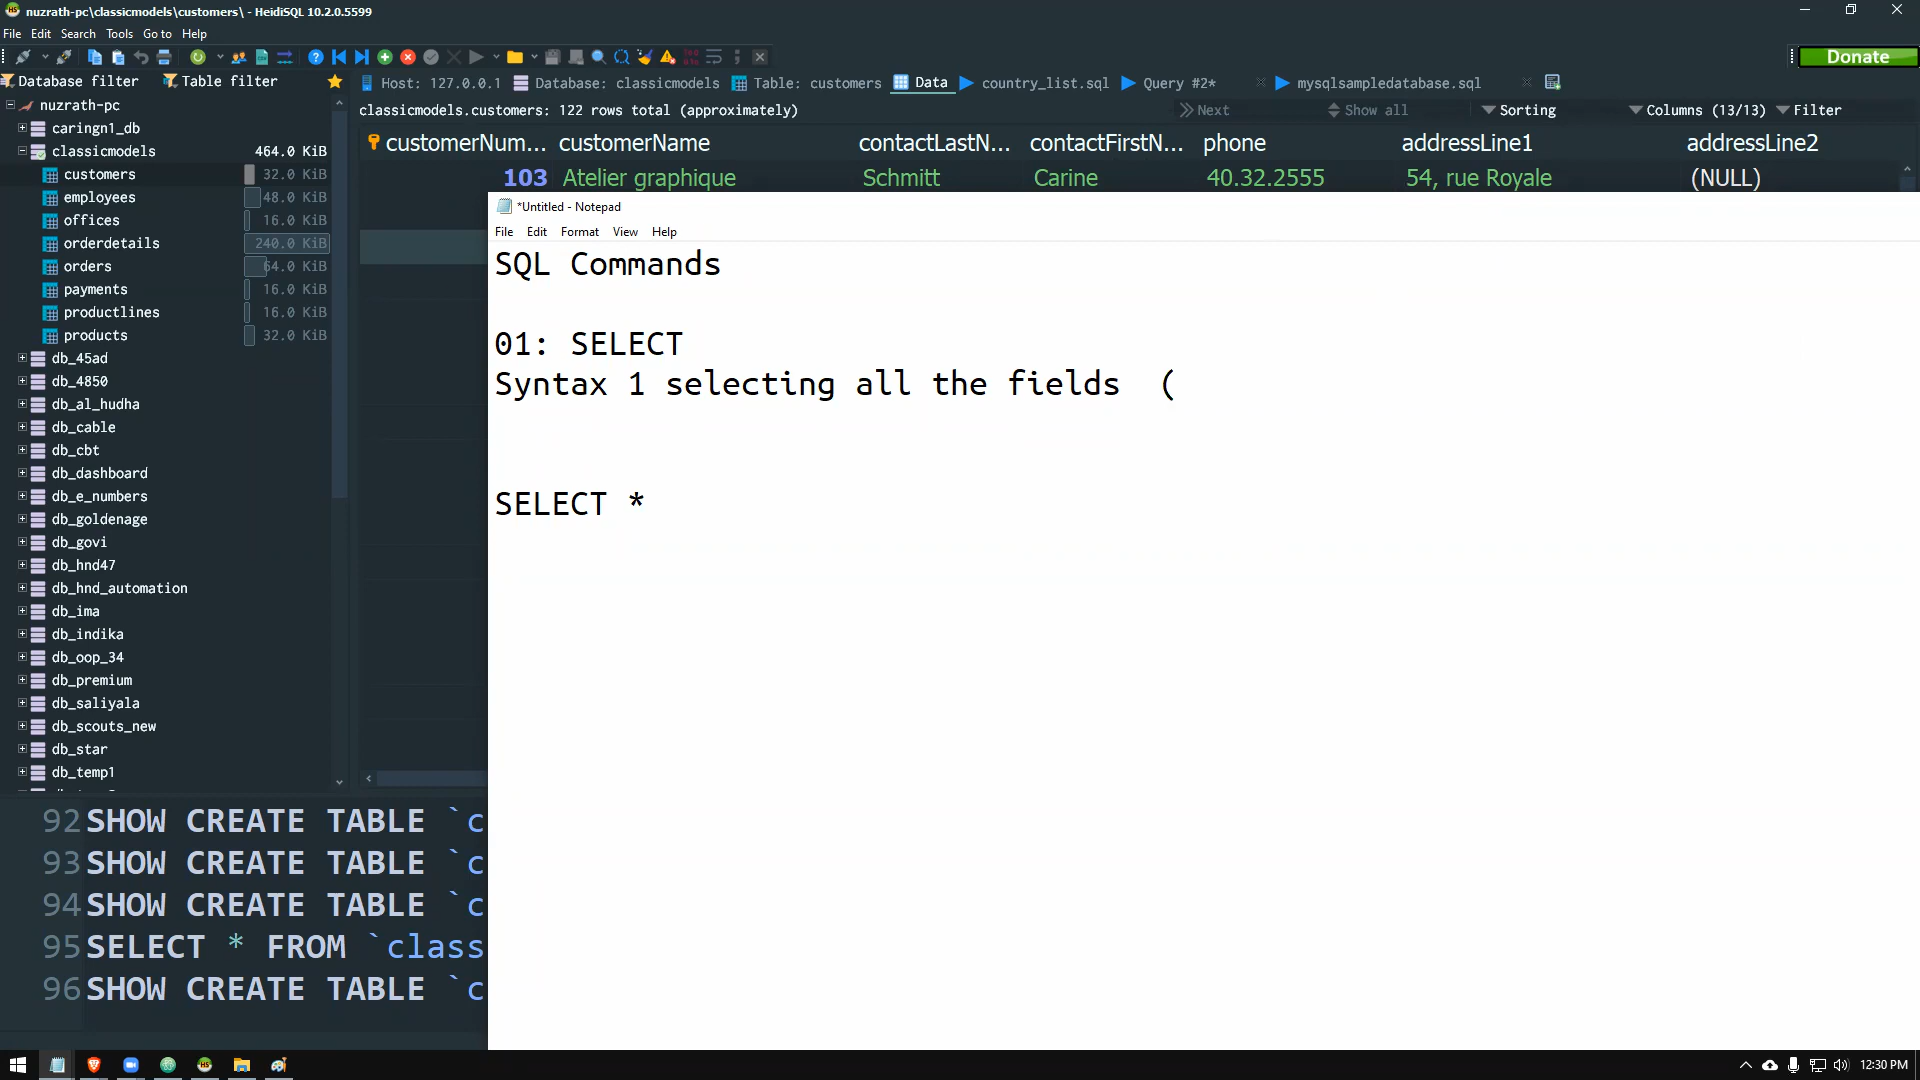 nuzrath-pc\classicmodels\customers\ - HeidiSQL 10.2.0.5599
File Edit Search Tools Go to Help
Donate
Database filter Table filter
Host: 127.0.0.1 Database: classicmodels Table: customers Data country_list.sql Query #2* mysqlsampledatabase.sql
classicmodels.customers: 122 rows total (approximately) Next Show all Sorting Columns (13/13) Filter
customerNum... customerName contactLastN... contactFirstN... phone addressLine1 addressLine2
103 Atelier graphique Schmitt Carine 40.32.2555 54, rue Royale (NULL)
nuzrath-pc
caringn1_db
classicmodels 464.0 KiB
customers 32.0 KiB
employees 48.0 KiB
offices 16.0 KiB
orderdetails 240.0 KiB
orders 64.0 KiB
payments 16.0 KiB
productlines 16.0 KiB
products 32.0 KiB
db_45ad
db_4850
db_al_hudha
db_cable
db_cbt
db_dashboard
db_e_numbers
db_goldenage
db_govi
db_hnd47
db_hnd_automation
db_ima
db_indika
db_oop_34
db_premium
db_saliyala
db_scouts_new
db_star
db_temp1
*Untitled - Notepad
File Edit Format View Help
SQL Commands
01: SELECT
Syntax 1 selecting all the fields  (
SELECT *
92 SHOW CREATE TABLE `c
93 SHOW CREATE TABLE `c
94 SHOW CREATE TABLE `c
95 SELECT * FROM `class
96 SHOW CREATE TABLE `c
12:30 PM